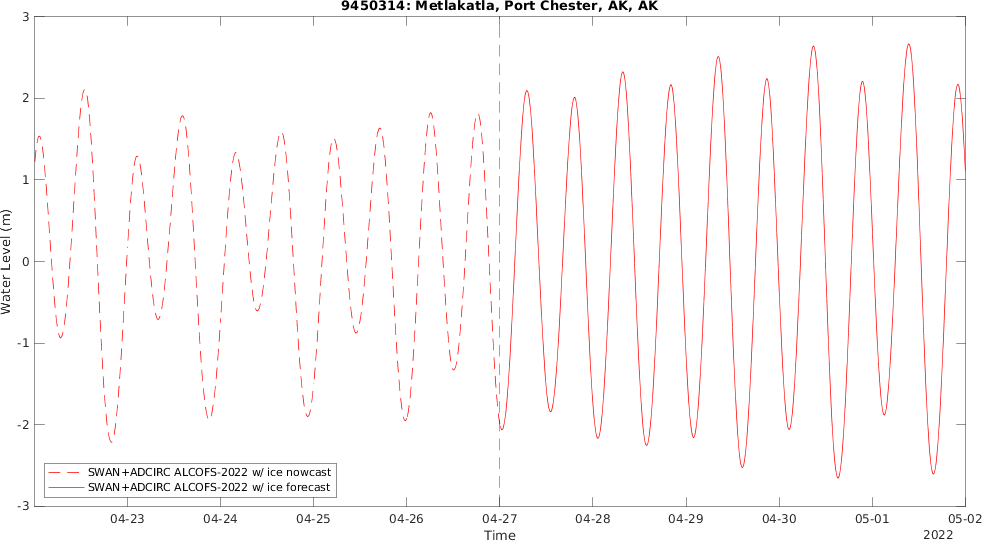 9450314: Metlakatla, Port Chester, AK, AK
3
2
1
0
-1
-2
-3
Water Level (m)
SWAN+ADCIRC ALCOFS-2022 w/ ice nowcast
SWAN+ADCIRC ALCOFS-2022 w/ ice forecast
04-23 04-24 04-25 04-26 04-27 04-28 04-29 04-30 05-01 05-02
Time
2022